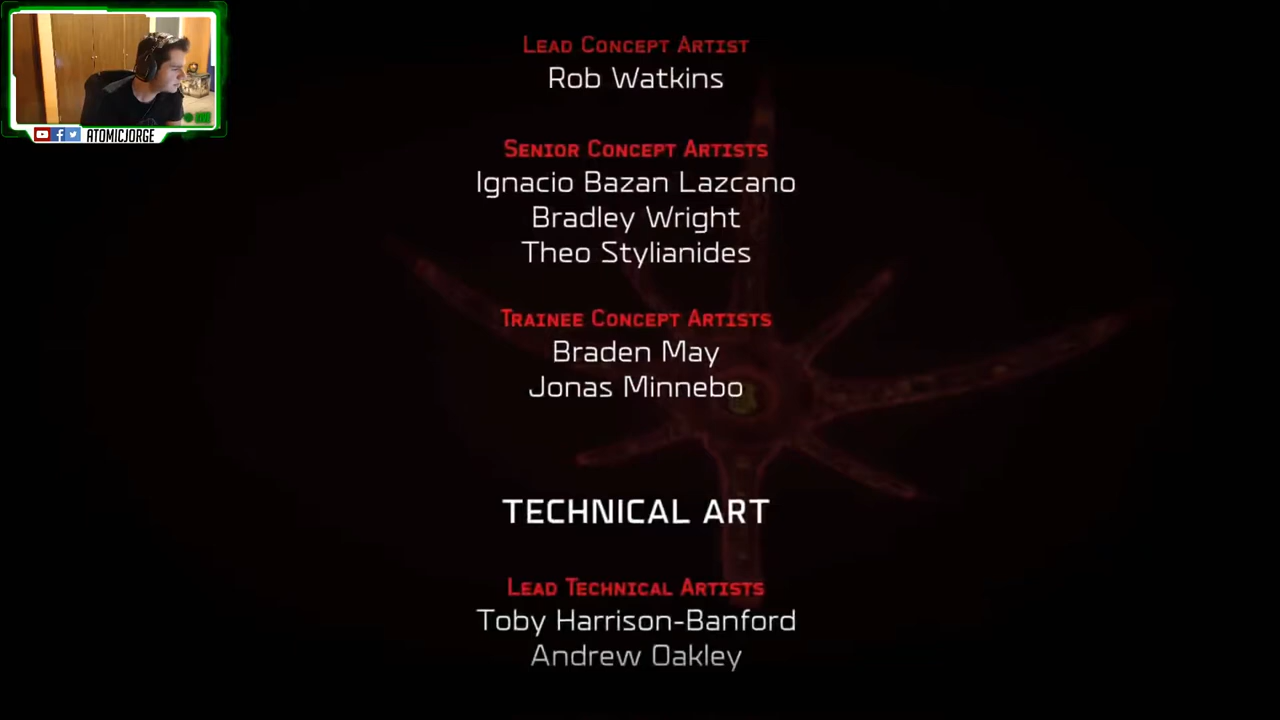 LEAD CONCEPT ARTIST
Rob Watkins
SENIOR CONCEPT ARTISTS
Ignacio Bazan Lazcano
Bradley Wright
Theo Stylianides
TRAINEE CONCEPT ARTISTS
Braden May
Jonas Minnebo
TECHNICAL ART
LEAD TECHNICAL ARTISTS
Toby Harrison-Banford
Andrew Oakley
ATOMICJORGE